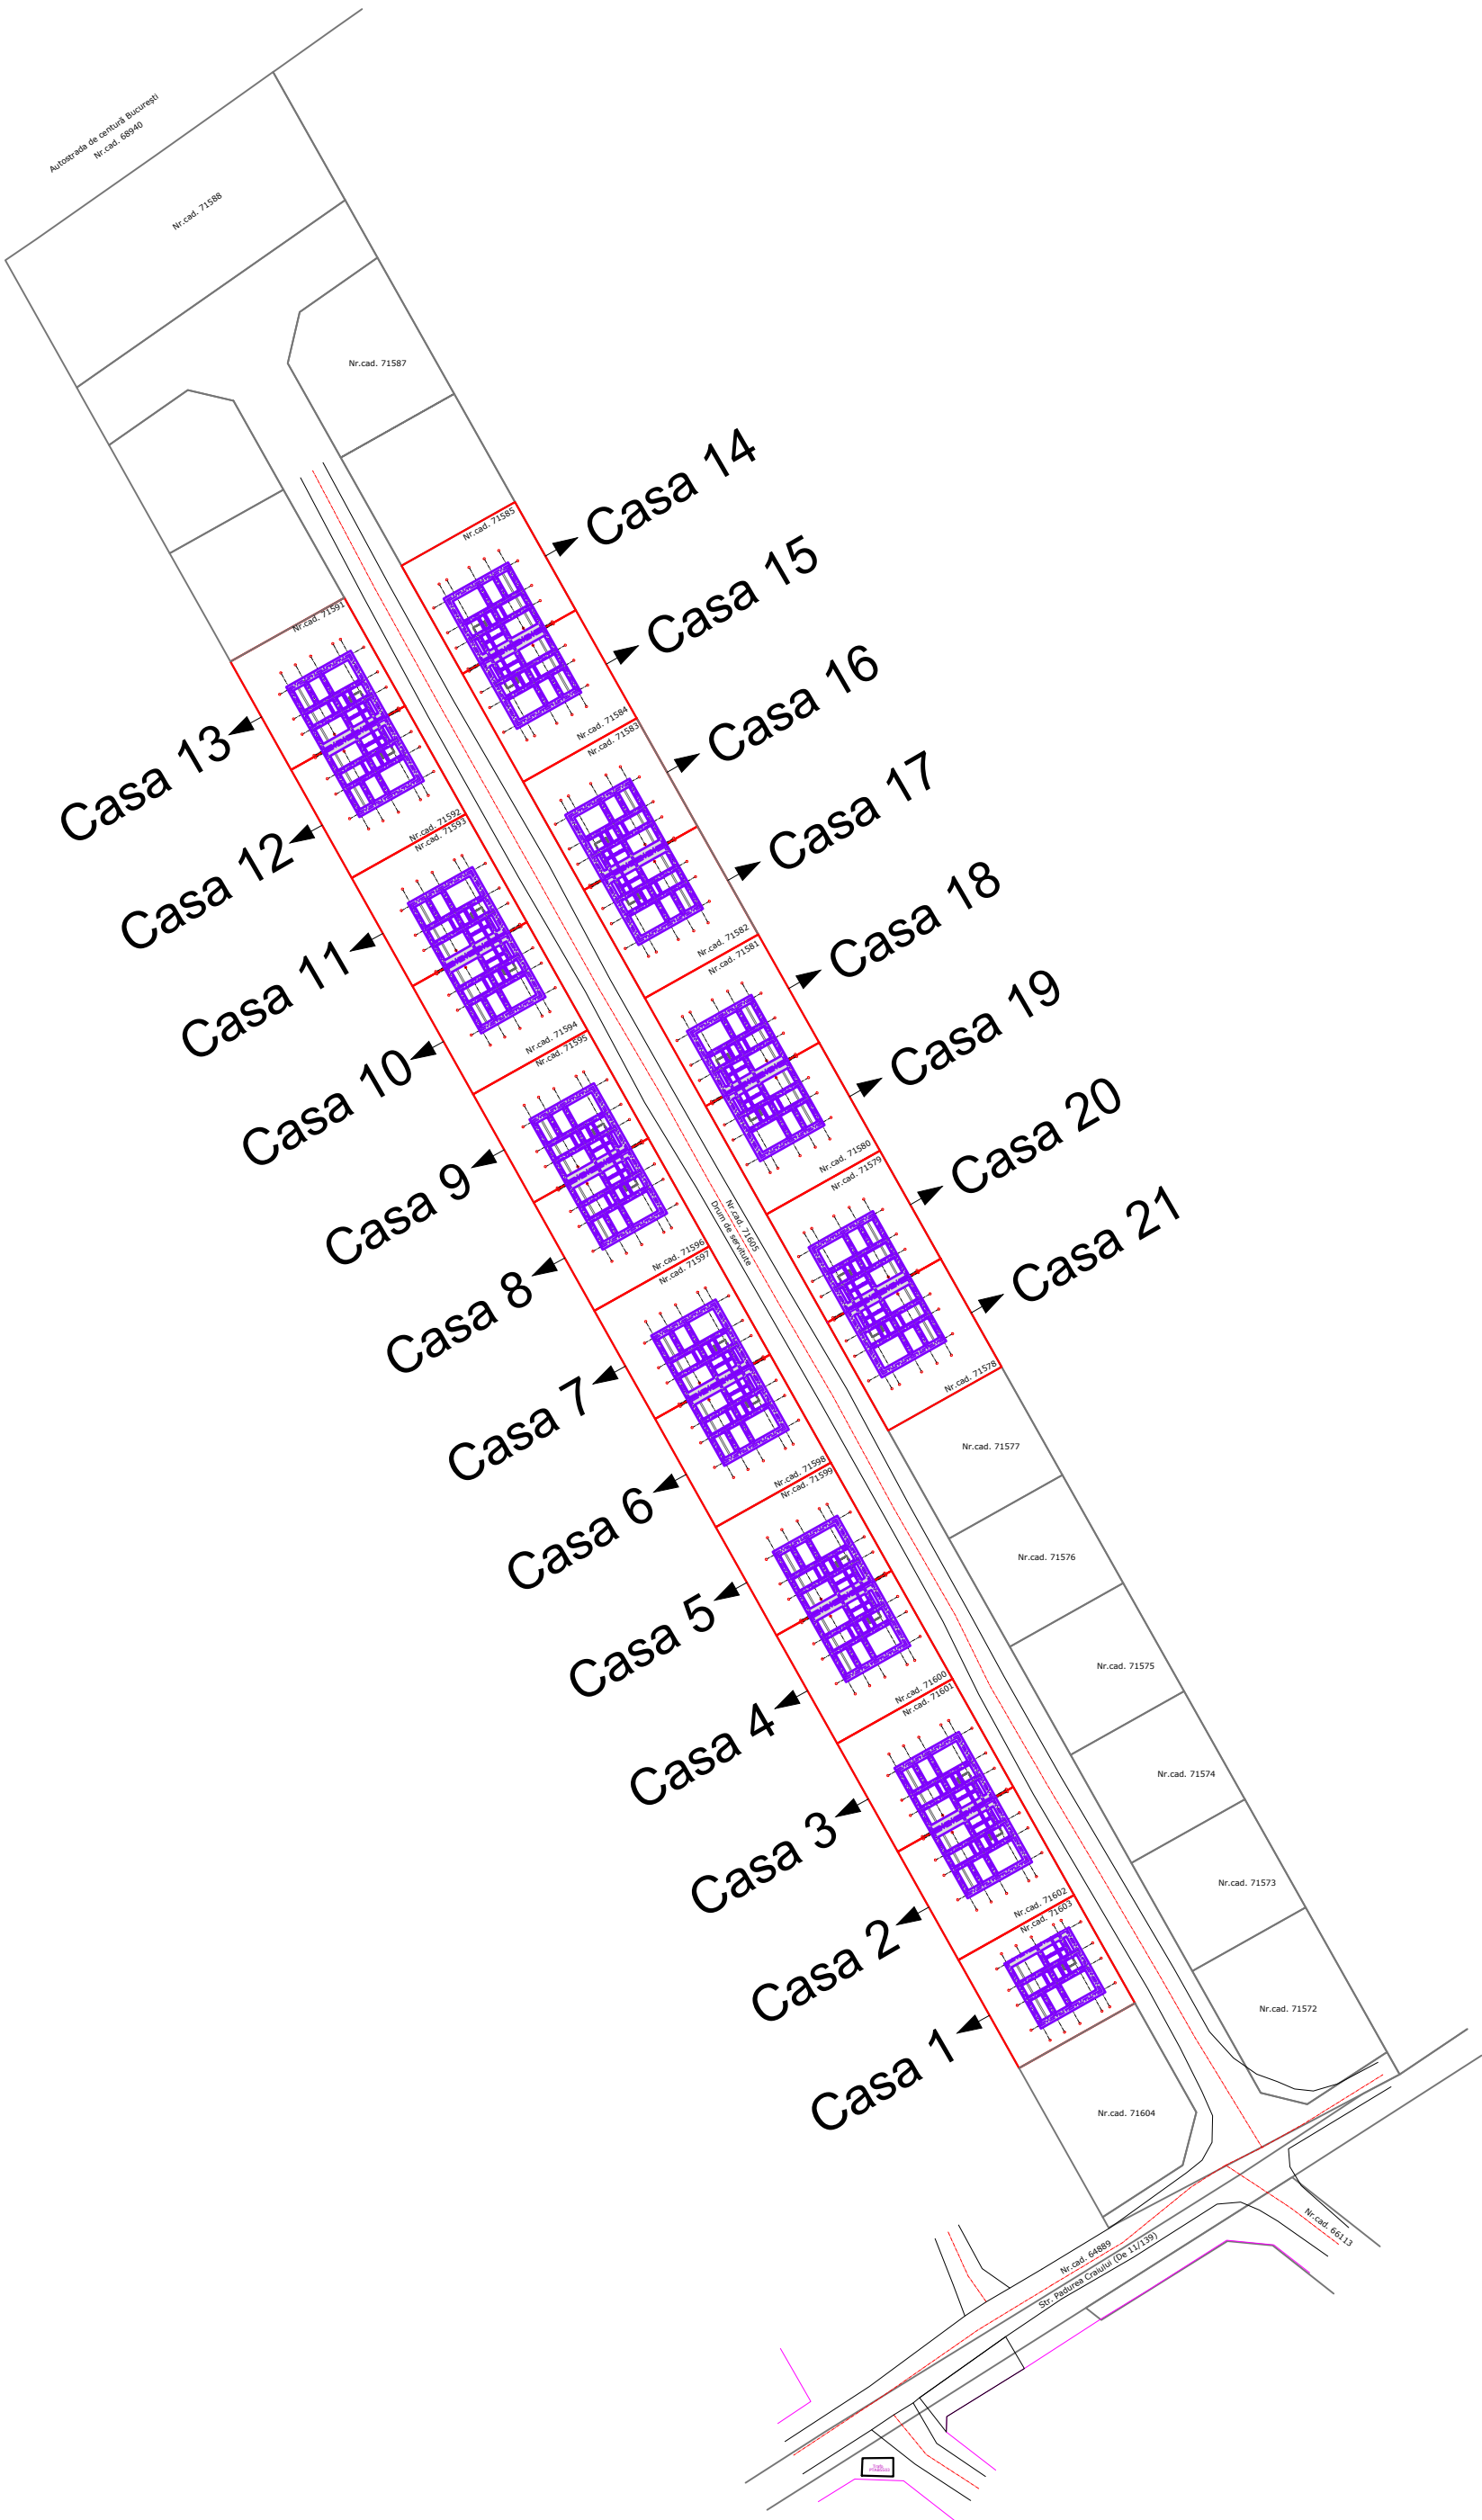 Autostrada de centură București
Nr.cad. 68940
Nr.cad. 71588
Nr.cad. 71587
Casa 14
Nr.cad. 71585
Casa 15
Nr.cad. 71591
Casa 16
Nr.cad. 71584
Nr.cad. 71583
Casa 13
Casa 17
Nr.cad. 71592
Nr.cad. 71593
Casa 12
Casa 18
Nr.cad. 71582
Nr.cad. 71581
Casa 11
Casa 19
Nr.cad. 71594
Nr.cad. 71595
Casa 10
Casa 20
Nr.cad. 71580
Nr.cad. 71579
Casa 9
Nr.cad. 71605
Drum de servitute
Casa 21
Nr.cad. 71596
Nr.cad. 71597
Casa 8
Nr.cad. 71578
Casa 7
Nr.cad. 71577
Nr.cad. 71598
Nr.cad. 71599
Casa 6
Nr.cad. 71576
Casa 5
Nr.cad. 71575
Nr.cad. 71600
Nr.cad. 71601
Casa 4
Nr.cad. 71574
Casa 3
Nr.cad. 71573
Nr.cad. 71602
Nr.cad. 71603
Casa 2
Nr.cad. 71572
Casa 1
Nr.cad. 71604
Nr.cad. 66113
Nr.cad. 64889
Str. Padurea Craiului (De 11/139)